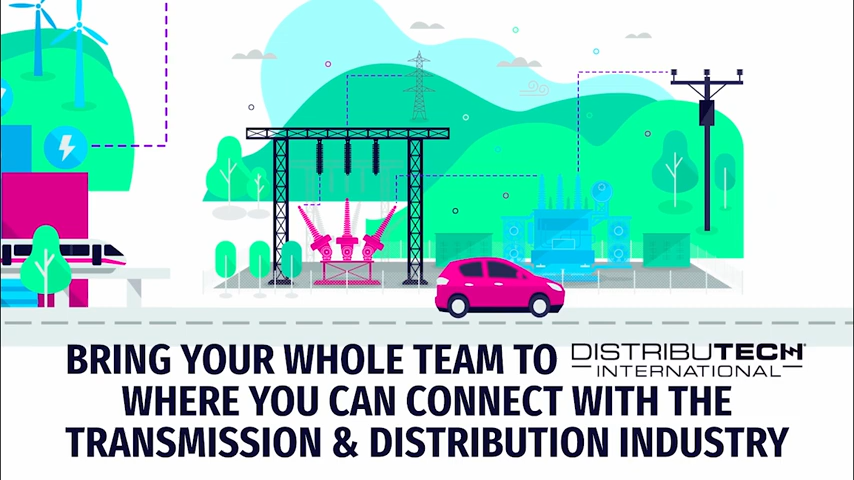 BRING YOUR WHOLE TEAM TO DISTRIBUTECH
INTERNATIONAL
WHERE YOU CAN CONNECT WITH THE
TRANSMISSION & DISTRIBUTION INDUSTRY